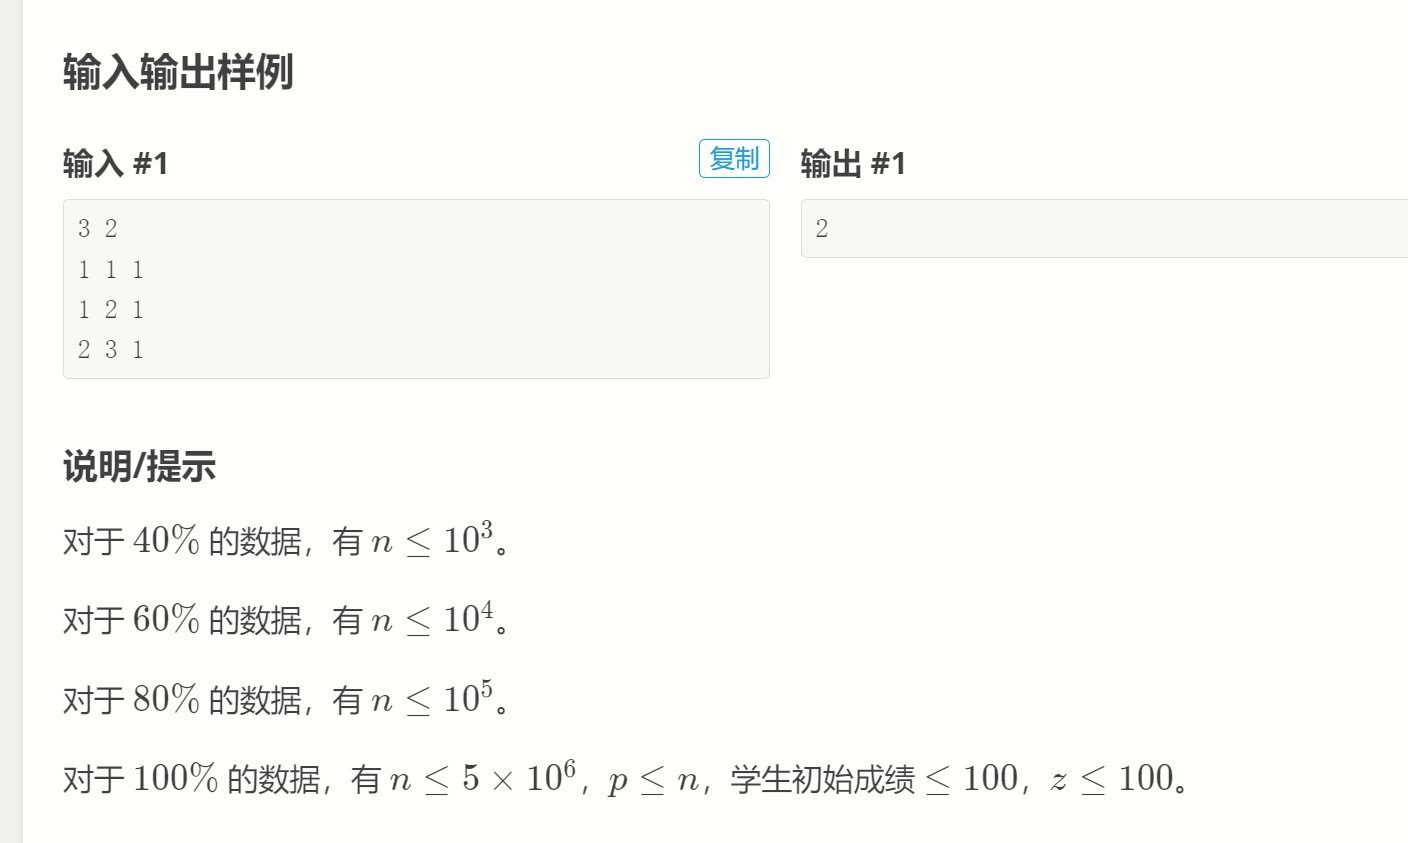 输入输出样例
输入 #1
复制
输出 #1
3 2
1 1 1
1 2 1
2 3 1
2
说明/提示
对于 40% 的数据，有 n ≤ 10³。
对于 60% 的数据，有 n ≤ 10⁴。
对于 80% 的数据，有 n ≤ 10⁵。
对于 100% 的数据，有 n ≤ 5 × 10⁶，p ≤ n，学生初始成绩 ≤ 100，z ≤ 100。